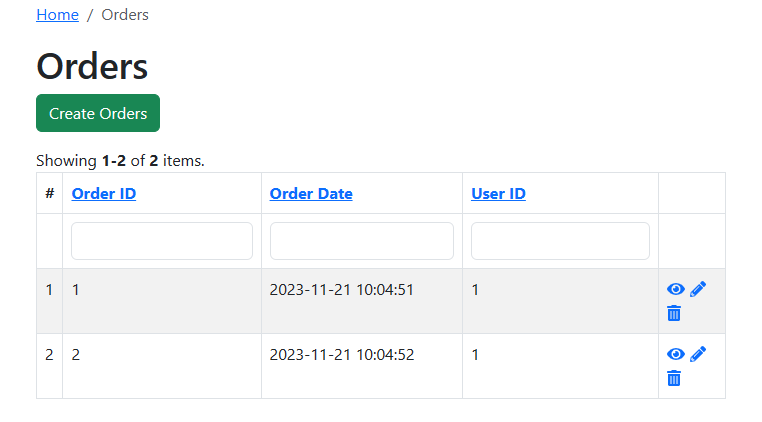 Home / Orders
Orders
Create Orders
Showing 1-2 of 2 items.
# Order ID Order Date User ID
1 1 2023-11-21 10:04:51 1
2 2 2023-11-21 10:04:52 1